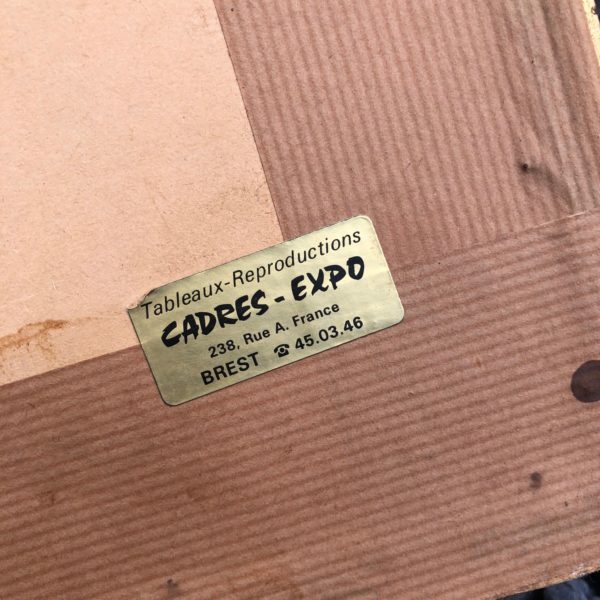 Tableaux-Reproductions
CADRES - EXPO
238, Rue A. France
BREST ☎ 45.03.46